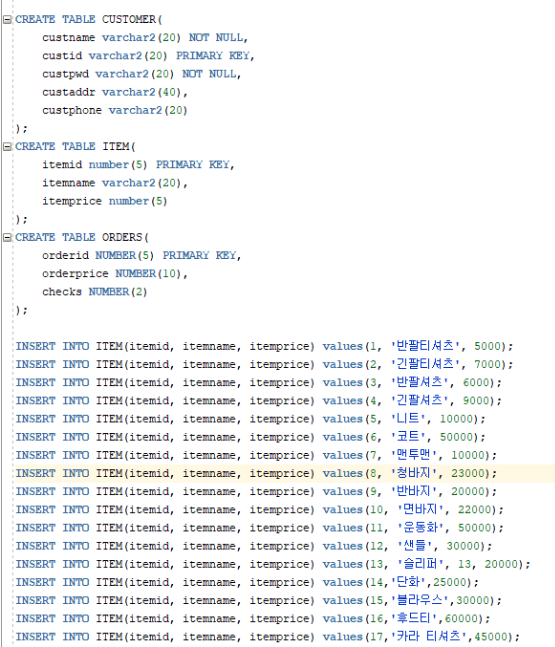 CREATE TABLE CUSTOMER(
custname varchar2(20) NOT NULL,
custid varchar2(20) PRIMARY KEY,
custpwd varchar2(20) NOT NULL,
custaddr varchar2(40),
custphone varchar2(20)
);
CREATE TABLE ITEM(
itemid number(5) PRIMARY KEY,
itemname varchar2(20),
itemprice number(5)
);
CREATE TABLE ORDERS(
orderid NUMBER(5) PRIMARY KEY,
orderprice NUMBER(10),
checks NUMBER(2)
);
INSERT INTO ITEM(itemid, itemname, itemprice) values(1, '반팔티셔츠', 5000);
INSERT INTO ITEM(itemid, itemname, itemprice) values(2, '긴팔티셔츠', 7000);
INSERT INTO ITEM(itemid, itemname, itemprice) values(3, '반팔셔츠', 6000);
INSERT INTO ITEM(itemid, itemname, itemprice) values(4, '긴팔셔츠', 9000);
INSERT INTO ITEM(itemid, itemname, itemprice) values(5, '니트', 10000);
INSERT INTO ITEM(itemid, itemname, itemprice) values(6, '코트', 50000);
INSERT INTO ITEM(itemid, itemname, itemprice) values(7, '맨투맨', 10000);
INSERT INTO ITEM(itemid, itemname, itemprice) values(8, '청바지', 23000);
INSERT INTO ITEM(itemid, itemname, itemprice) values(9, '반바지', 20000);
INSERT INTO ITEM(itemid, itemname, itemprice) values(10, '면바지', 22000);
INSERT INTO ITEM(itemid, itemname, itemprice) values(11, '운동화', 50000);
INSERT INTO ITEM(itemid, itemname, itemprice) values(12, '샌들', 30000);
INSERT INTO ITEM(itemid, itemname, itemprice) values(13, '슬리퍼', 13, 20000);
INSERT INTO ITEM(itemid, itemname, itemprice) values(14,'단화',25000);
INSERT INTO ITEM(itemid, itemname, itemprice) values(15,'블라우스',30000);
INSERT INTO ITEM(itemid, itemname, itemprice) values(16,'후드티',60000);
INSERT INTO ITEM(itemid, itemname, itemprice) values(17,'카라 티셔츠',45000);